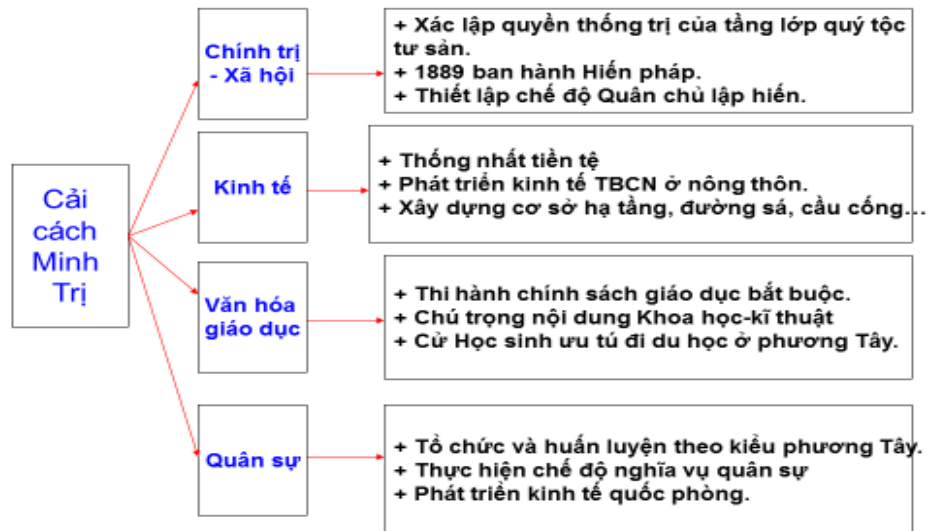 Cải
cách
Minh
Trị
Chính trị
- Xã hội
+ Xác lập quyền thống trị của tầng lớp quý tộc
tư sản.
+ 1889 ban hành Hiến pháp.
+ Thiết lập chế độ Quân chủ lập hiến.
Kinh tế
+ Thống nhất tiền tệ
+ Phát triển kinh tế TBCN ở nông thôn.
+ Xây dựng cơ sở hạ tầng, đường sá, cầu cống...
Văn hóa
giáo dục
+ Thi hành chính sách giáo dục bắt buộc.
+ Chú trọng nội dung Khoa học-kĩ thuật
+ Cử Học sinh ưu tú đi du học ở phương Tây.
Quân sự
+ Tổ chức và huấn luyện theo kiểu phương Tây.
+ Thực hiện chế độ nghĩa vụ quân sự
+ Phát triển kinh tế quốc phòng.